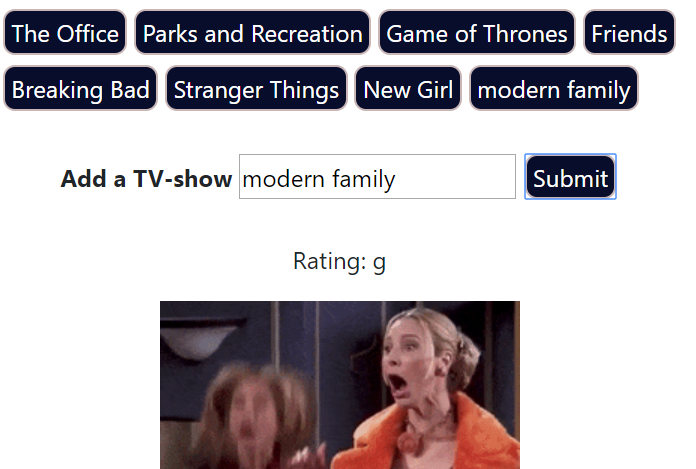 The Office Parks and Recreation Game of Thrones Friends
Breaking Bad Stranger Things New Girl modern family
Add a TV-show modern family Submit
Rating: g